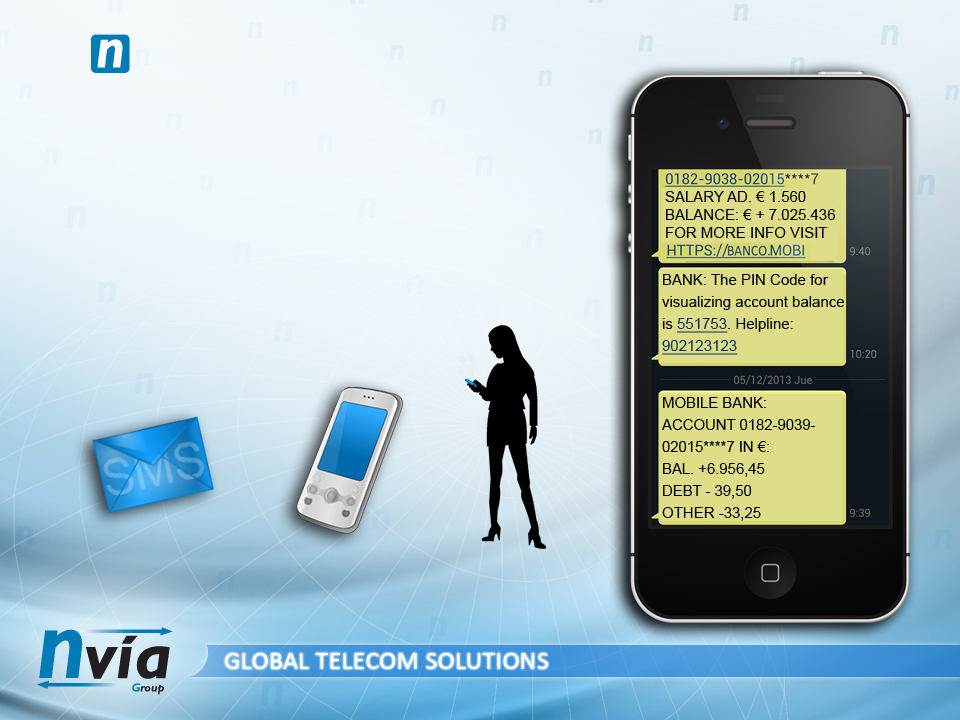 n
0182-9038-02015****7
SALARY AD. € 1.560
BALANCE: € + 7.025.436
FOR MORE INFO VISIT
HTTPS://BANCO.MOBI
9:40
BANK: The PIN Code for
visualizing account balance
is 551753. Helpline:
902123123
10:20
05/12/2013 Jue
MOBILE BANK:
ACCOUNT 0182-9039-
02015****7 IN €:
BAL. +6.956,45
DEBT - 39,50
OTHER -33,25
9:39
SMS
nvía
Group
GLOBAL TELECOM SOLUTIONS